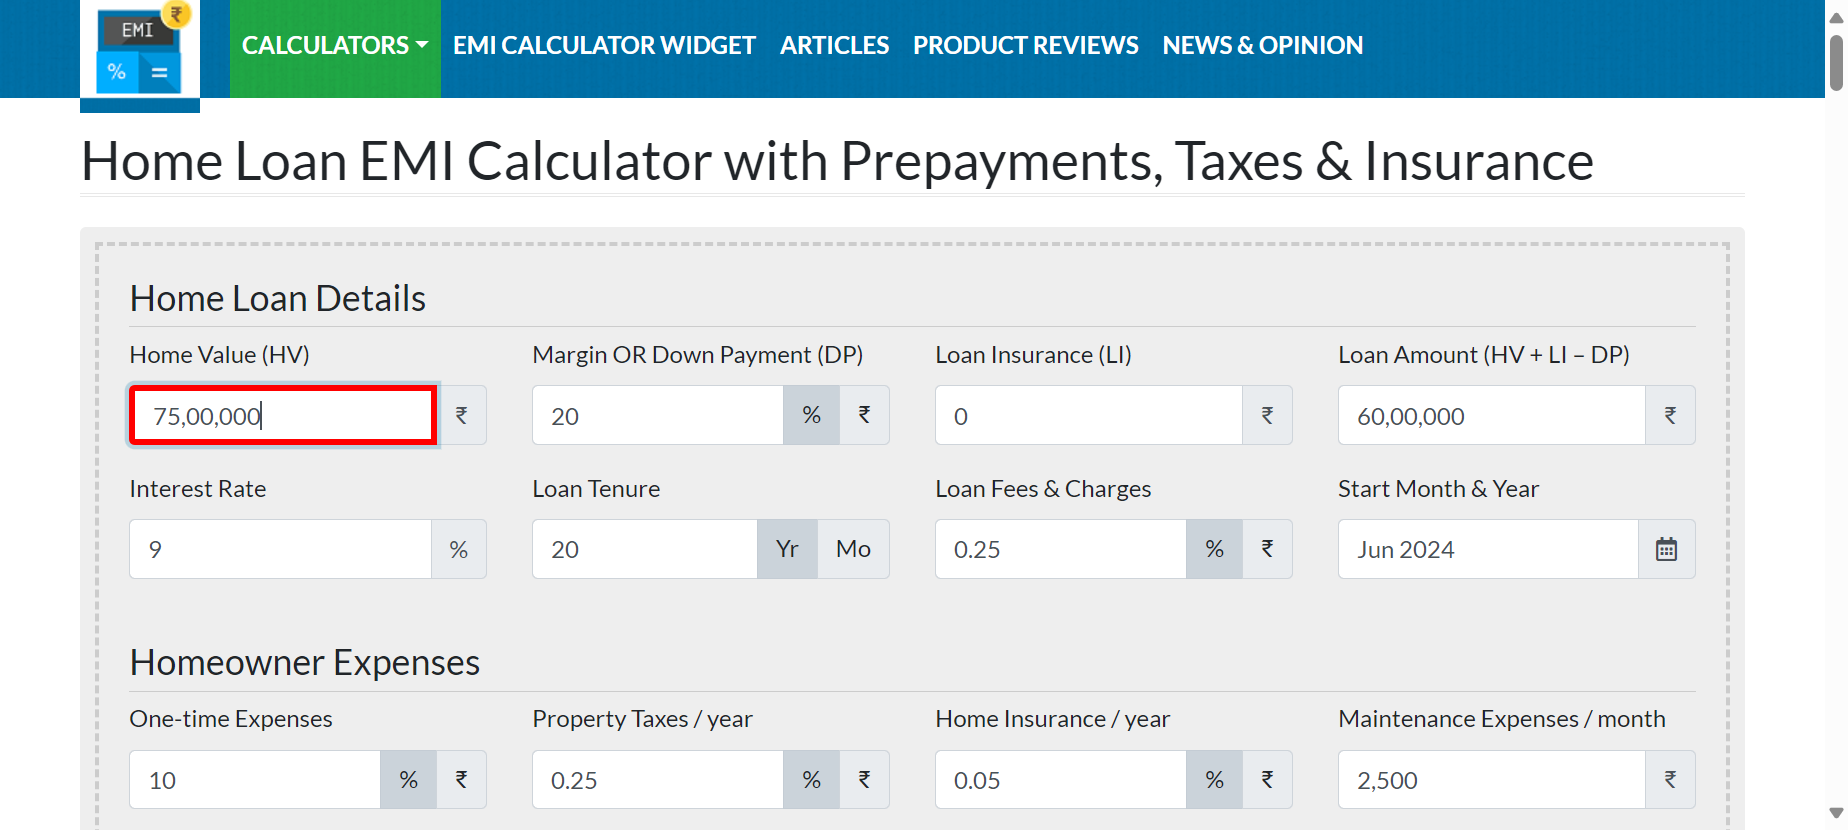 EMI
₹
% =
CALCULATORS EMI CALCULATOR WIDGET ARTICLES PRODUCT REVIEWS NEWS & OPINION
Home Loan EMI Calculator with Prepayments, Taxes & Insurance
Home Loan Details
Home Value (HV) Margin OR Down Payment (DP) Loan Insurance (LI) Loan Amount (HV + LI – DP)
75,00,000 ₹ 20 % ₹ 0 ₹ 60,00,000 ₹
Interest Rate Loan Tenure Loan Fees & Charges Start Month & Year
9 % 20 Yr Mo 0.25 % ₹ Jun 2024
Homeowner Expenses
One-time Expenses Property Taxes / year Home Insurance / year Maintenance Expenses / month
10 % ₹ 0.25 % ₹ 0.05 % ₹ 2,500 ₹